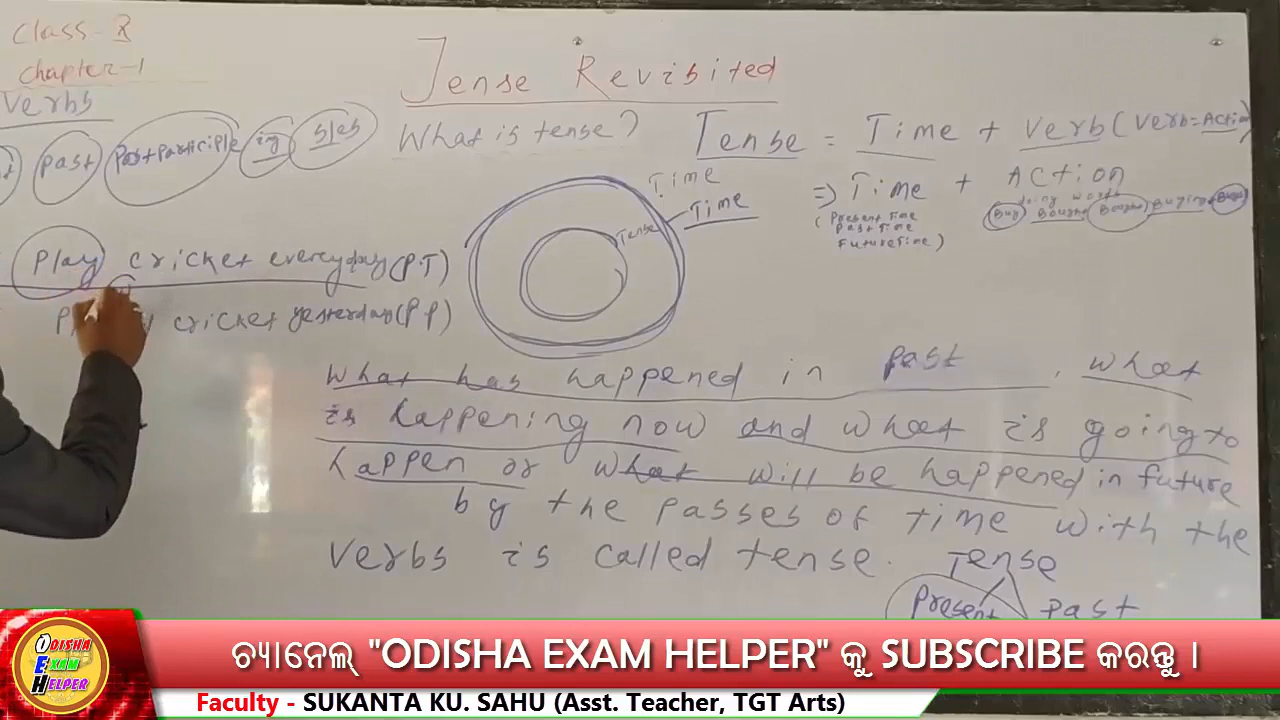 Class-X
Chapter-1
Verbs
Past Past participle ing s/es
Tense Revisited
What is tense?
Tense = Time + Verb (Verb=Action)
=> Time + Action
doing words
(Present Time
Past Time
Future Time)
Buy Bought Bought Buying Buys
Time
Time
Tense
Play cricket everyday (P.T)
cricket yesterday (P P)
What has happened in past, what
is happening now and what is going to
happen or what will be happened in future
by the passes of time with the
Verbs is called tense.
Tense
Present Past
ଚ୍ୟାନେଲ୍ "ODISHA EXAM HELPER" କୁ SUBSCRIBE କରନ୍ତୁ ।
ODISHA
EXAM
HELPER
Faculty - SUKANTA KU. SAHU (Asst. Teacher, TGT Arts)